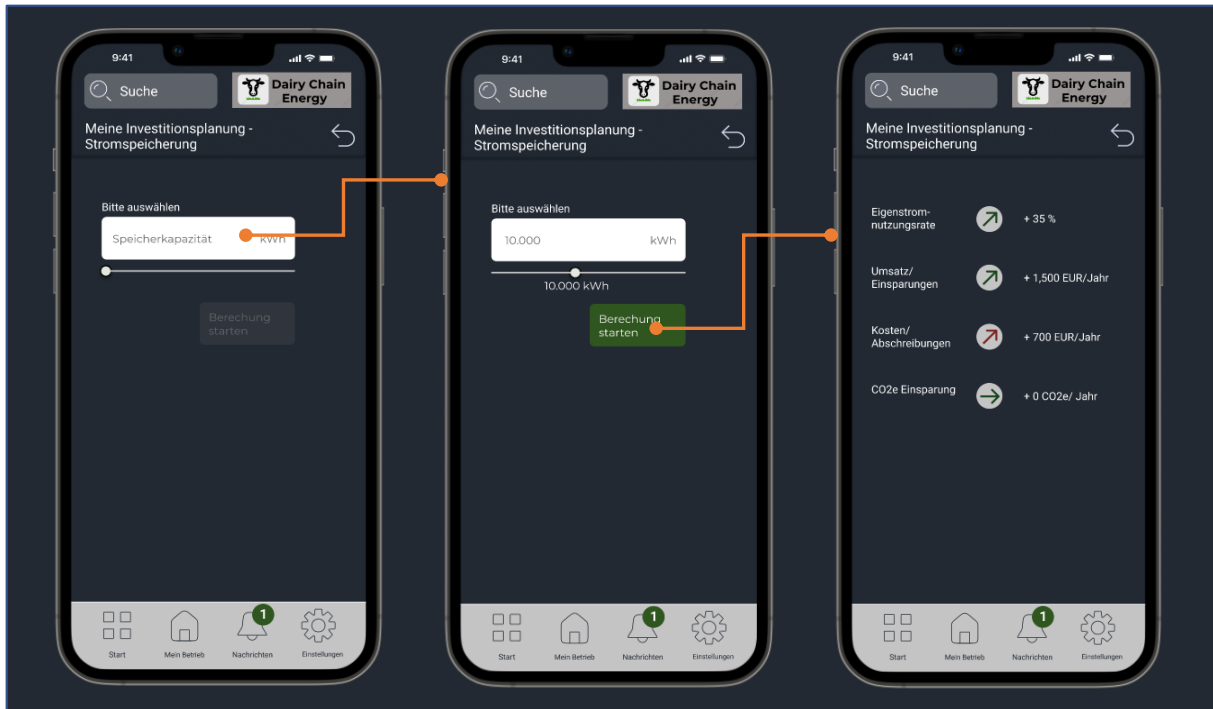 9:41
Suche
Dairy Chain
Energy
Meine Investitionsplanung -
Stromspeicherung
Bitte auswählen
Speicherkapazität kWh
Berechung
starten
1
Start Mein Betrieb Nachrichten Einstellungen
9:41
Suche
Dairy Chain
Energy
Meine Investitionsplanung -
Stromspeicherung
Bitte auswählen
10.000 kWh
10.000 kWh
Berechung
starten
1
Start Mein Betrieb Nachrichten Einstellungen
9:41
Suche
Dairy Chain
Energy
Meine Investitionsplanung -
Stromspeicherung
Eigenstrom-
nutzungsrate
+ 35 %
Umsatz/
Einsparungen
+ 1,500 EUR/Jahr
Kosten/
Abschreibungen
+ 700 EUR/Jahr
CO2e Einsparung
+ 0 CO2e/ Jahr
1
Start Mein Betrieb Nachrichten Einstellungen